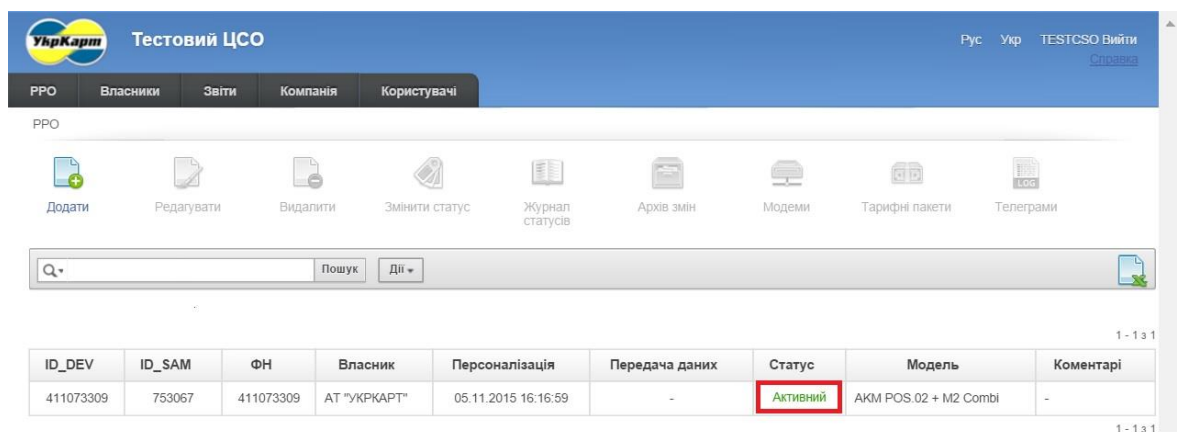 УкрКарт
Тестовий ЦСО
Рус Укр TESTCSO Вийти
Справка
РРО Власники Звіти Компанія Користувачі
РРО
Додати Редагувати Видалити Змінити статус Журнал статусів Архів змін Модеми Тарифні пакети Телеграми
LOG
Пошук Дії
1 - 1 з 1
ID_DEV ID_SAM ФН Власник Персоналізація Передача даних Статус Модель Коментарі
411073309 753067 411073309 АТ "УКРКАРТ" 05.11.2015 16:16:59 - Активний АКМ POS.02 + M2 Combi -
1 - 1 з 1